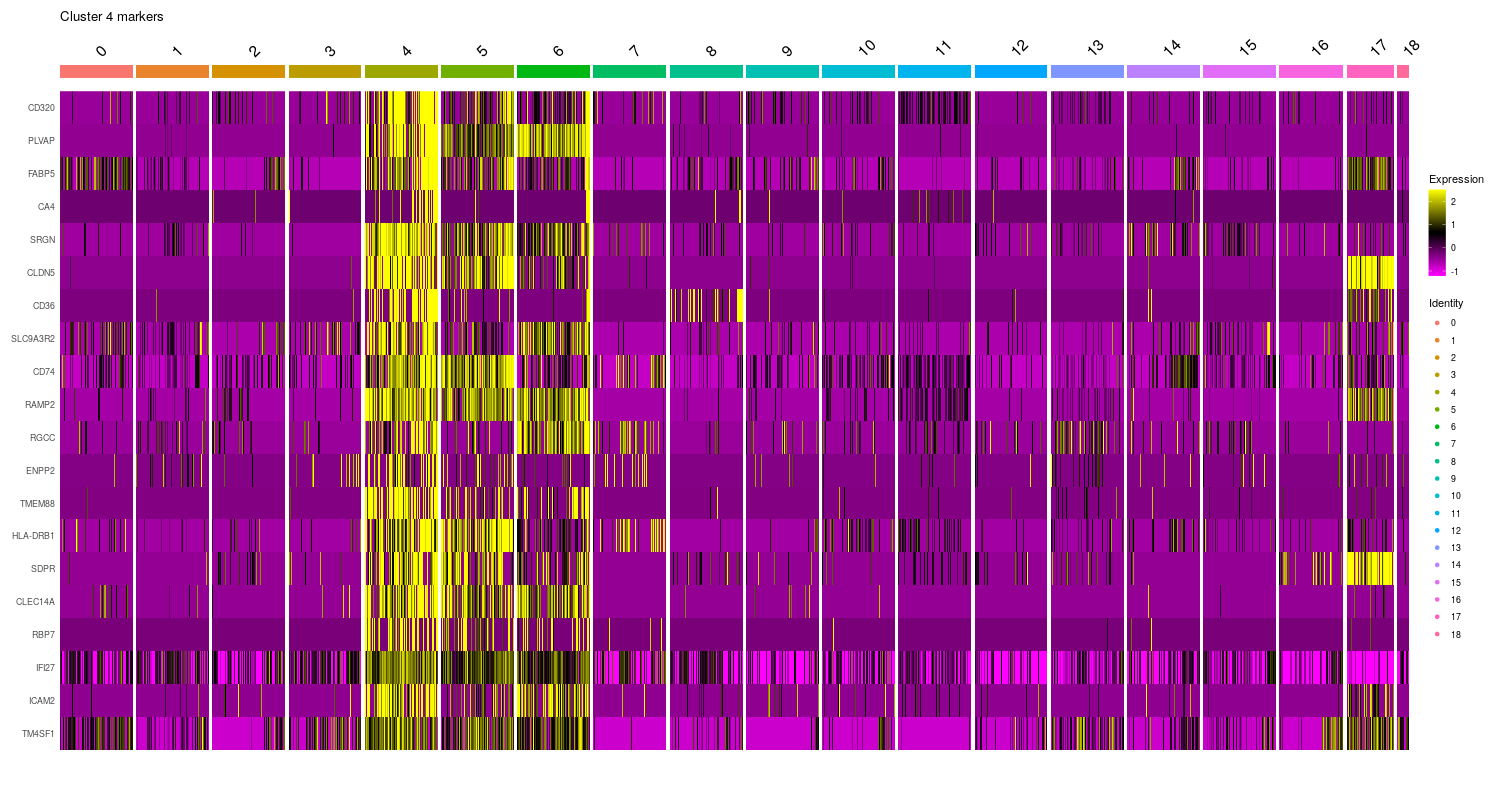 Cluster 4 markers
0 1 2 3 4 5 6 7 8 9 10 11 12 13 14 15 16 17 18
CD320
PLVAP
FABP5
CA4
SRGN
CLDN5
CD36
SLC9A3R2
CD74
RAMP2
RGCC
ENPP2
TMEM88
HLA-DRB1
SDPR
CLEC14A
RBP7
IFI27
ICAM2
TM4SF1
Expression
2
1
0
-1
Identity
0
1
2
3
4
5
6
7
8
9
10
11
12
13
14
15
16
17
18